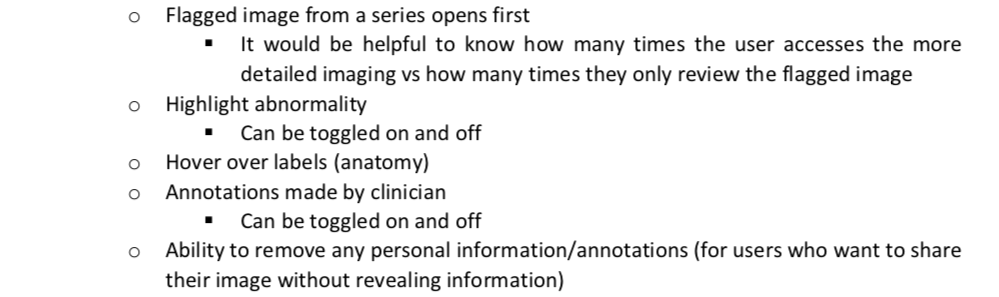 ○ Flagged image from a series opens first
▪ It would be helpful to know how many times the user accesses the more
detailed imaging vs how many times they only review the flagged image
○ Highlight abnormality
▪ Can be toggled on and off
○ Hover over labels (anatomy)
○ Annotations made by clinician
▪ Can be toggled on and off
○ Ability to remove any personal information/annotations (for users who want to share
their image without revealing information)